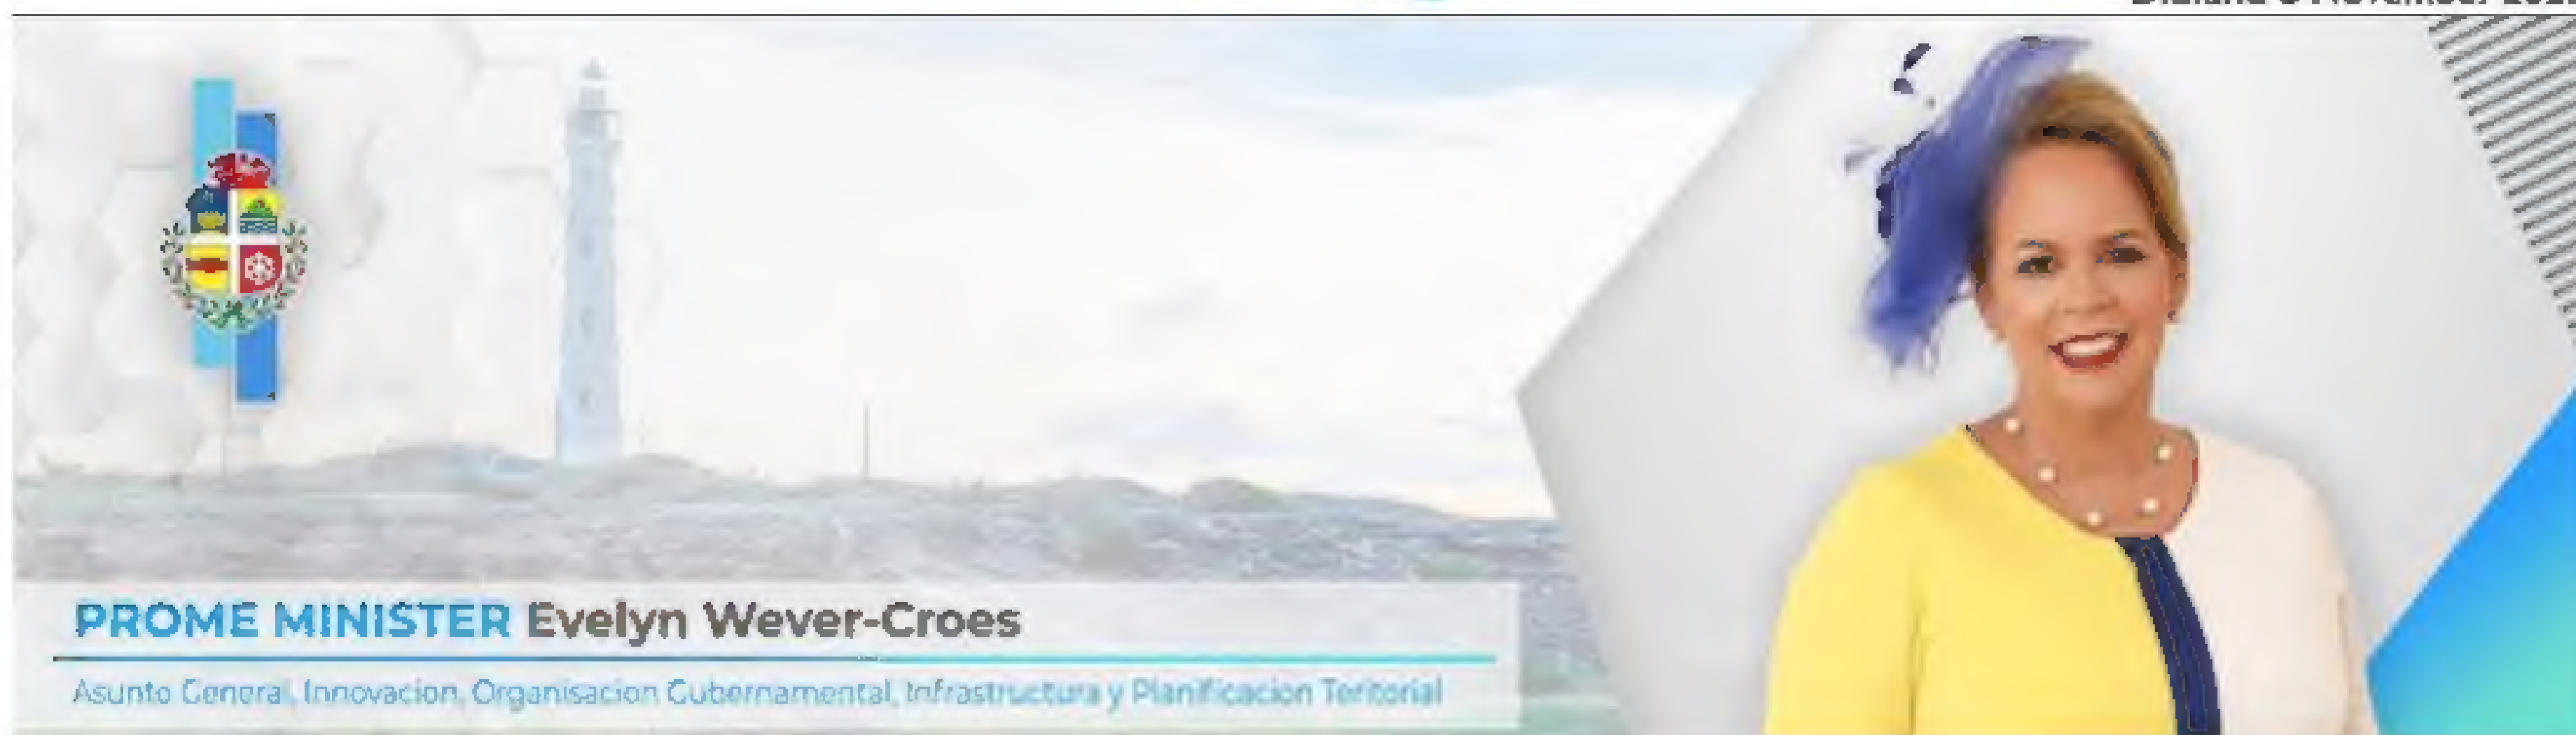 PROME MINISTER Evelyn Wever-Croes
Asunto General, Innovacion, Organisacion Gubernamental, Infrastructura y Planificacion Teritorial